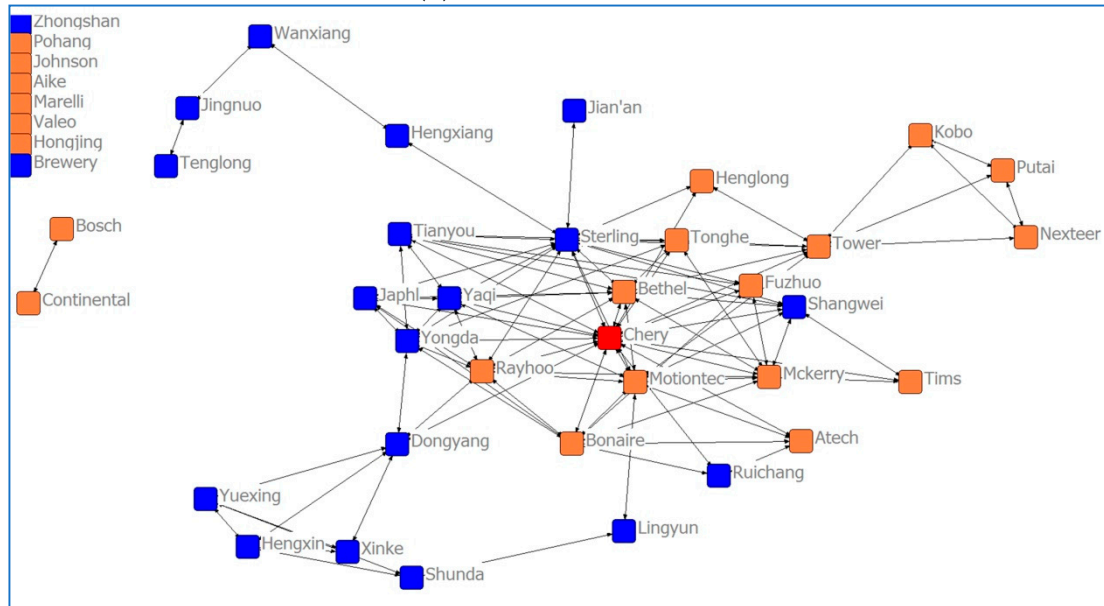 Zhongshan
Pohang
Johnson
Aike
Marelli
Valeo
Hongjing
Brewery
Wanxiang
Jingnuo
Tenglong
Hengxiang
Jian'an
Kobo
Putai
Nexteer
Henglong
Bosch
Continental
Tianyou
Sterling
Tonghe
Tower
Japhl
Yaqi
Bethel
Fuzhuo
Shangwei
Yongda
Chery
Rayhoo
Motiontec
Mckerry
Tims
Dongyang
Bonaire
Atech
Ruichang
Yuexing
Hengxin
Xinke
Shunda
Lingyun